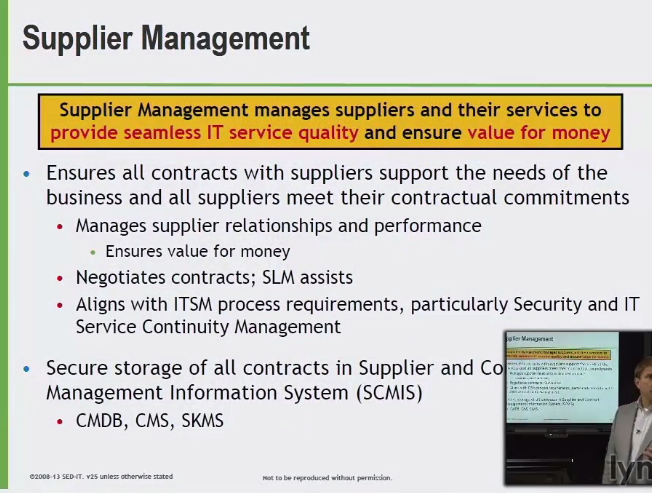 Supplier Management
Supplier Management manages suppliers and their services to
provide seamless IT service quality and ensure value for money
• Ensures all contracts with suppliers support the needs of the
business and all suppliers meet their contractual commitments
• Manages supplier relationships and performance
• Ensures value for money
• Negotiates contracts; SLM assists
• Aligns with ITSM process requirements, particularly Security and IT
Service Continuity Management
• Secure storage of all contracts in Supplier and Co
Management Information System (SCMIS)
• CMDB, CMS, SKMS
©2008-13 SED-IT. V25 unless otherwise stated
Not to be reproduced without permission.
lyn